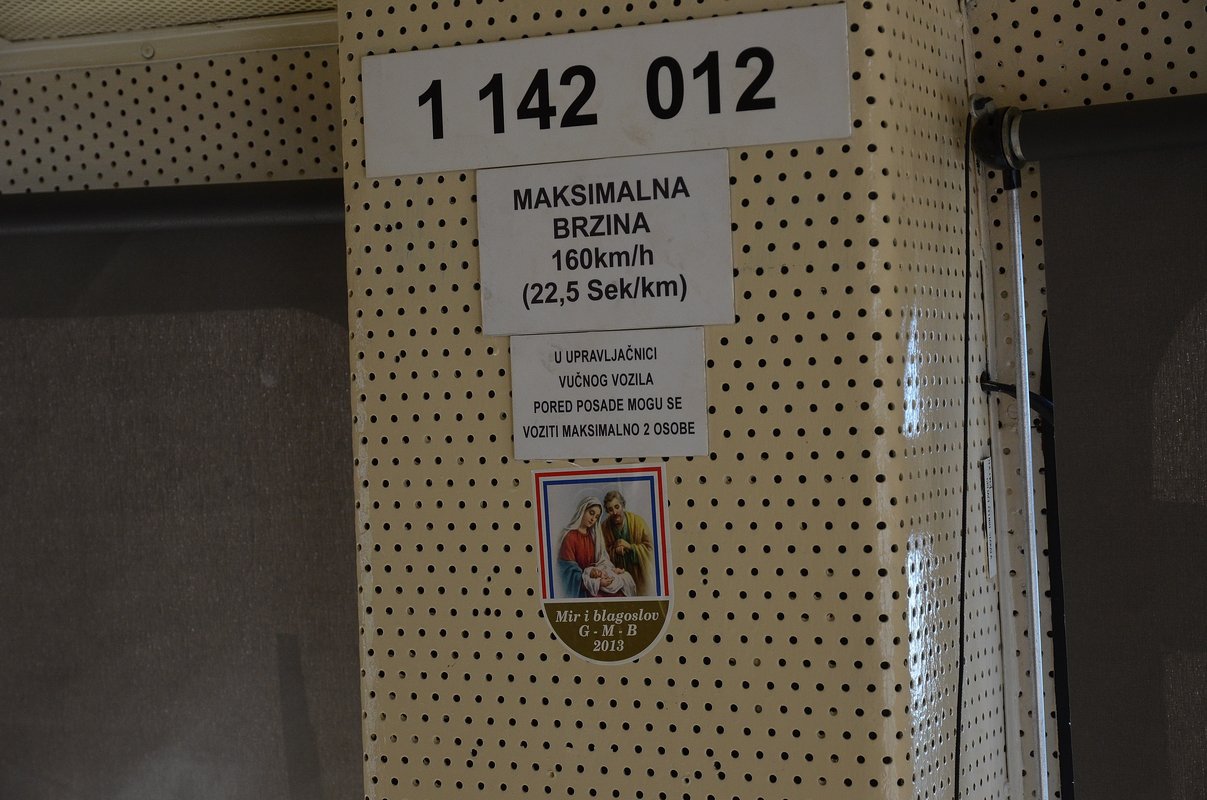 1 142 012
MAKSIMALNA
BRZINA
160km/h
(22,5 Sek/km)
U UPRAVLJAČNICI
VUČNOG VOZILA
PORED POSADE MOGU SE
VOZITI MAKSIMALNO 2 OSOBE
Mir i blagoslov
G - M - B
2013